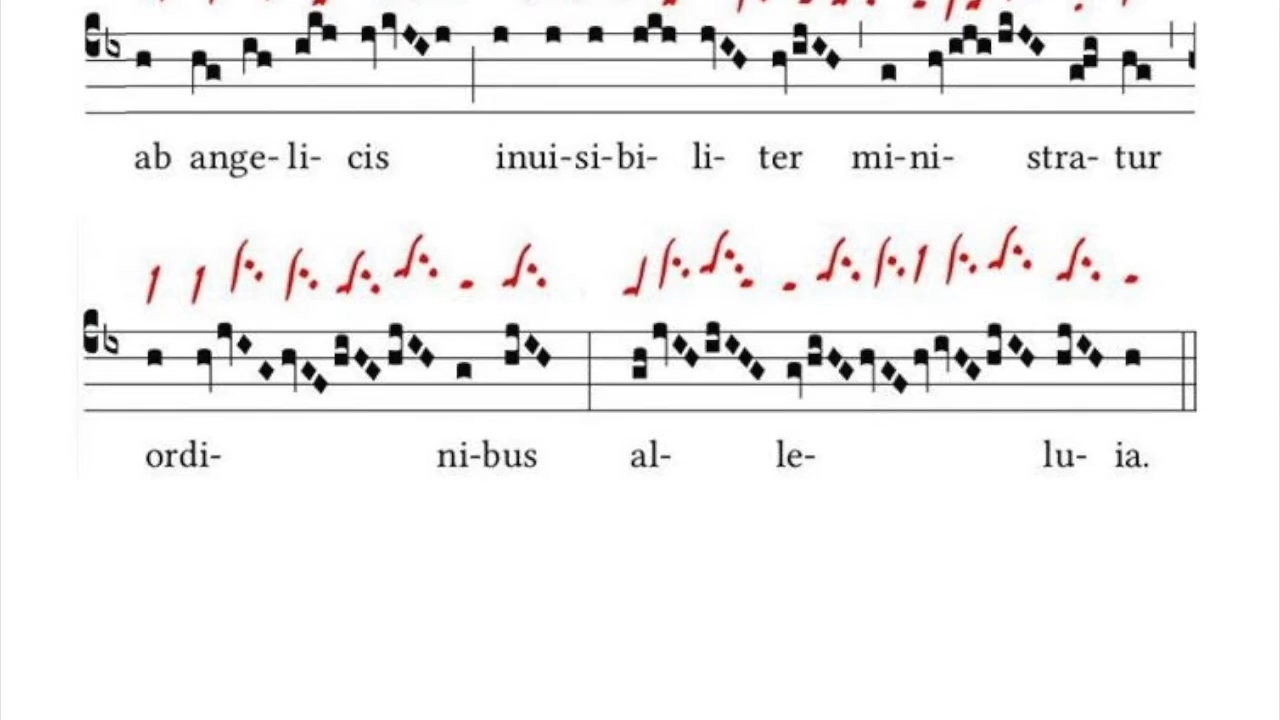 ab ange- li- cis inui-si-bi- li- ter mi-ni- stra- tur
ordi- ni-bus al- le- lu- ia.